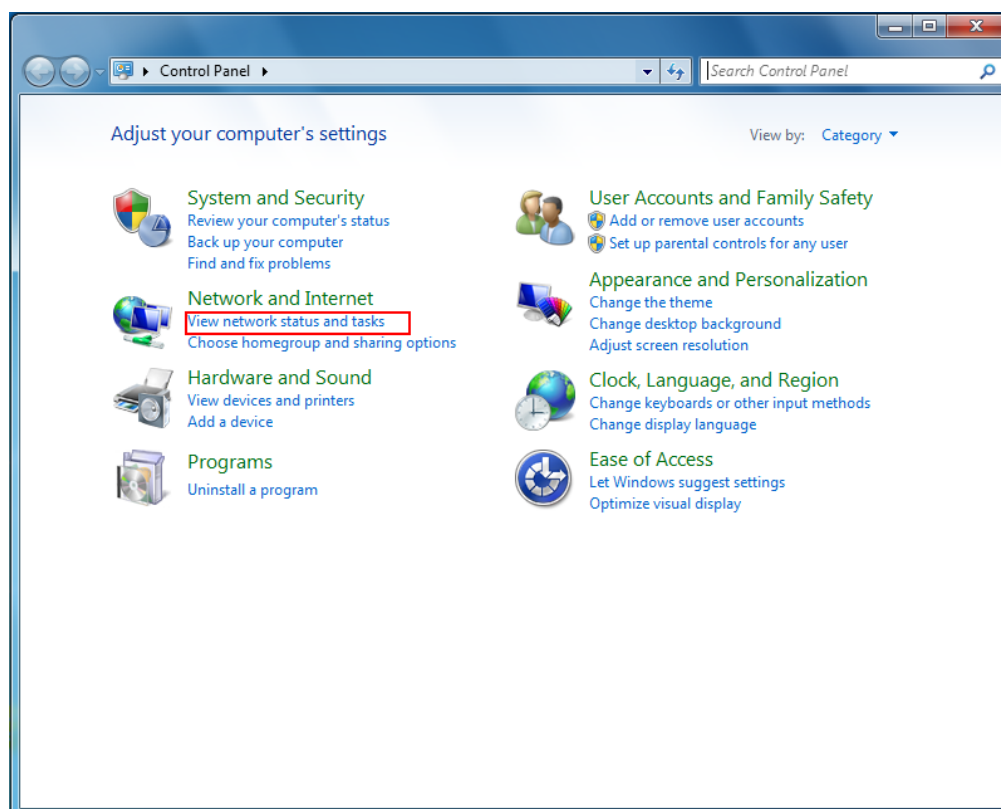 Control Panel
Search Control Panel
Adjust your computer's settings
View by: Category
System and Security
Review your computer's status
Back up your computer
Find and fix problems
Network and Internet
View network status and tasks
Choose homegroup and sharing options
Hardware and Sound
View devices and printers
Add a device
Programs
Uninstall a program
User Accounts and Family Safety
Add or remove user accounts
Set up parental controls for any user
Appearance and Personalization
Change the theme
Change desktop background
Adjust screen resolution
Clock, Language, and Region
Change keyboards or other input methods
Change display language
Ease of Access
Let Windows suggest settings
Optimize visual display